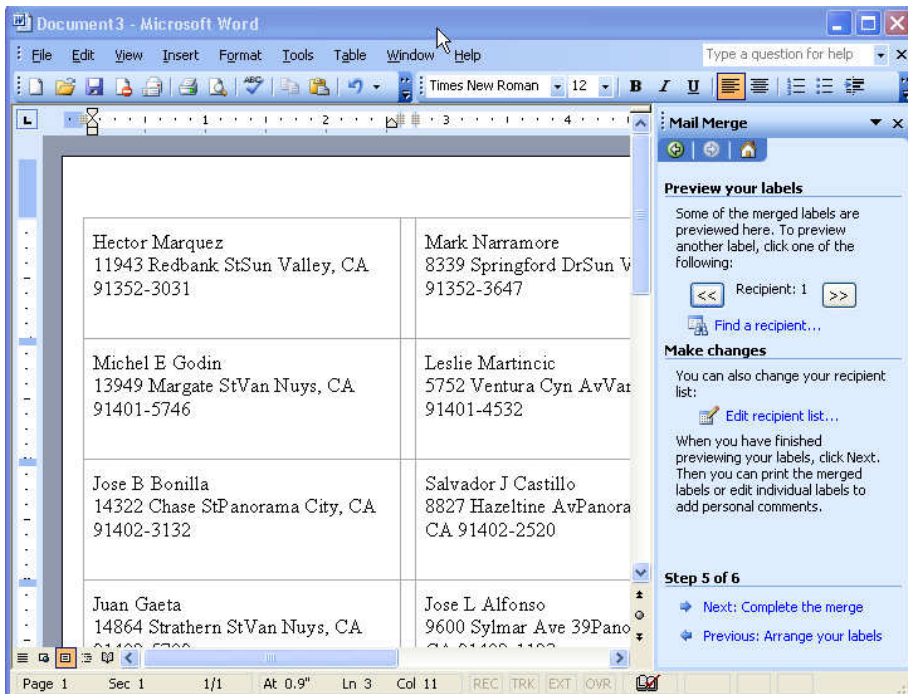 Document3 - Microsoft Word
File Edit View Insert Format Tools Table Window Help Type a question for help
Times New Roman 12 B I U
1 2 3 4
Mail Merge
Preview your labels
Some of the merged labels are
previewed here. To preview
another label, click one of the
following:
<< Recipient: 1 >>
Find a recipient...
Make changes
You can also change your recipient
list:
Edit recipient list...
When you have finished
previewing your labels, click Next.
Then you can print the merged
labels or edit individual labels to
add personal comments.
Step 5 of 6
Next: Complete the merge
Previous: Arrange your labels
Hector Marquez
11943 Redbank StSun Valley, CA
91352-3031
Mark Narramore
8339 Springford DrSun V
91352-3647
Michel E Godin
13949 Margate StVan Nuys, CA
91401-5746
Leslie Martincic
5752 Ventura Cyn AvVan
91401-4532
Jose B Bonilla
14322 Chase StPanorama City, CA
91402-3132
Salvador J Castillo
8827 Hazeltine AvPanora
CA 91402-2520
Juan Gaeta
14864 Strathern StVan Nuys, CA
Jose L Alfonso
9600 Sylmar Ave 39Pano
Page 1 Sec 1 1/1 At 0.9" Ln 3 Col 11 REC TRK EXT OVR